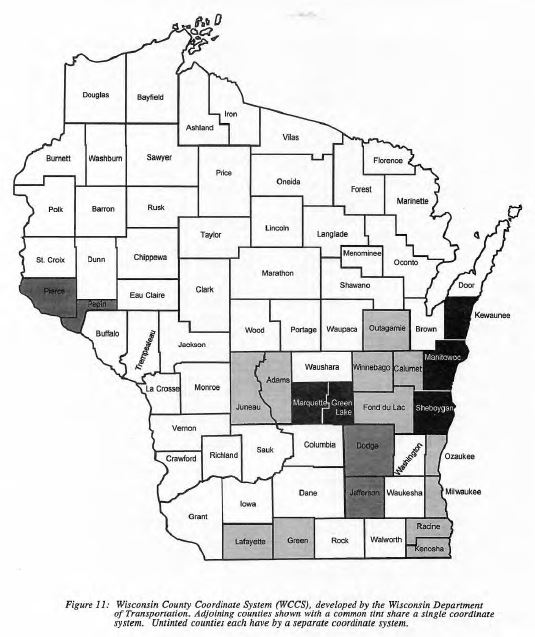 Douglas
Bayfield
Ashland
Iron
Vilas
Burnett
Washburn
Sawyer
Price
Oneida
Florence
Forest
Marinette
Polk
Barron
Rusk
Taylor
Lincoln
Langlade
Menominee
Oconto
St. Croix
Dunn
Chippewa
Marathon
Shawano
Door
Pierce
Pepin
Eau Claire
Clark
Kewaunee
Buffalo
Trempealeau
Jackson
Wood
Portage
Waupaca
Outagamie
Brown
Manitowoc
La Crosse
Monroe
Juneau
Adams
Waushara
Winnebago
Calumet
Marquette
Green
Lake
Fond du Lac
Sheboygan
Vernon
Crawford
Richland
Sauk
Columbia
Dodge
Washington
Ozaukee
Grant
Iowa
Dane
Jefferson
Waukesha
Milwaukee
Lafayette
Green
Rock
Walworth
Racine
Kenosha
Figure 11: Wisconsin County Coordinate System (WCCS), developed by the Wisconsin Department
of Transportation. Adjoining counties shown with a common tint share a single coordinate
system. Untinted counties each have by a separate coordinate system.